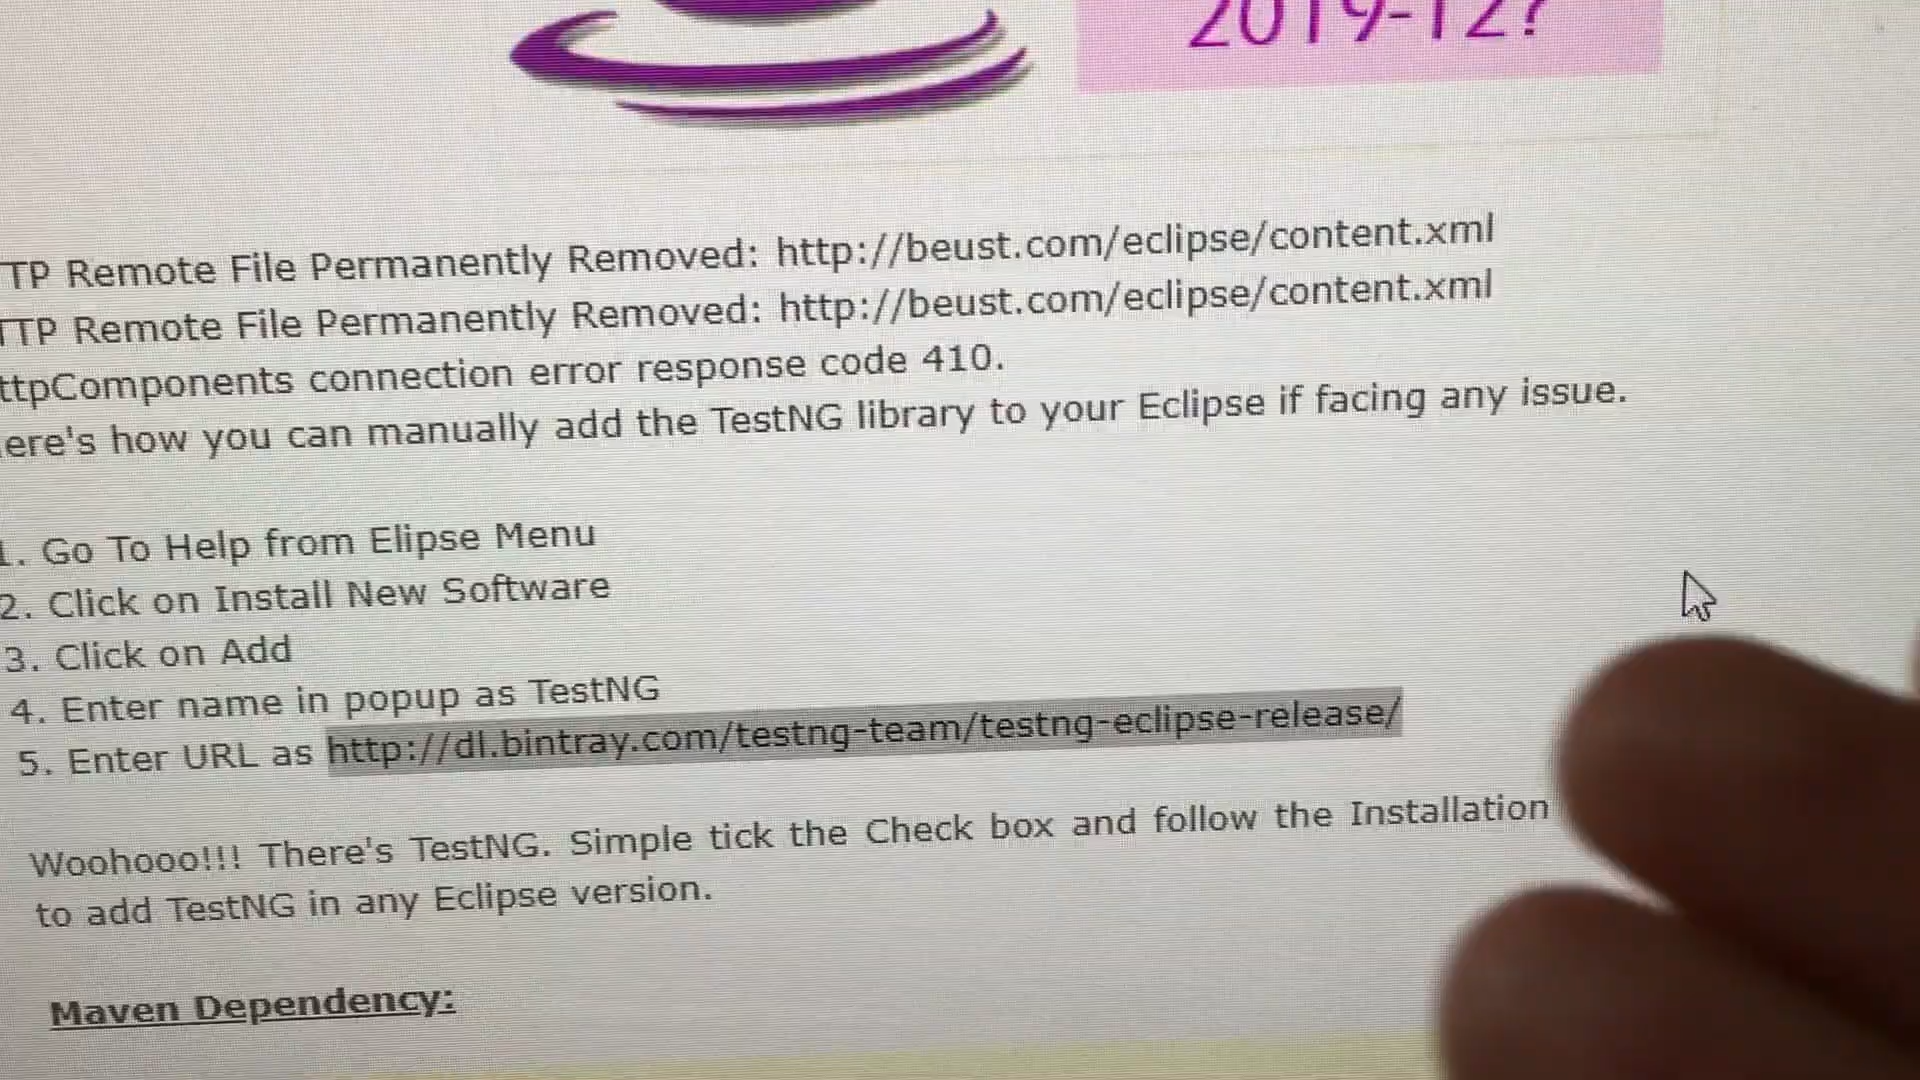 2019-12?
TP Remote File Permanently Removed: http://beust.com/eclipse/content.xml
TTP Remote File Permanently Removed: http://beust.com/eclipse/content.xml
ttpComponents connection error response code 410.
ere's how you can manually add the TestNG library to your Eclipse if facing any issue.
1. Go To Help from Elipse Menu
2. Click on Install New Software
3. Click on Add
4. Enter name in popup as TestNG
5. Enter URL as http://dl.bintray.com/testng-team/testng-eclipse-release/
Woohooo!!! There's TestNG. Simple tick the Check box and follow the Installation
to add TestNG in any Eclipse version.
Maven Dependency: